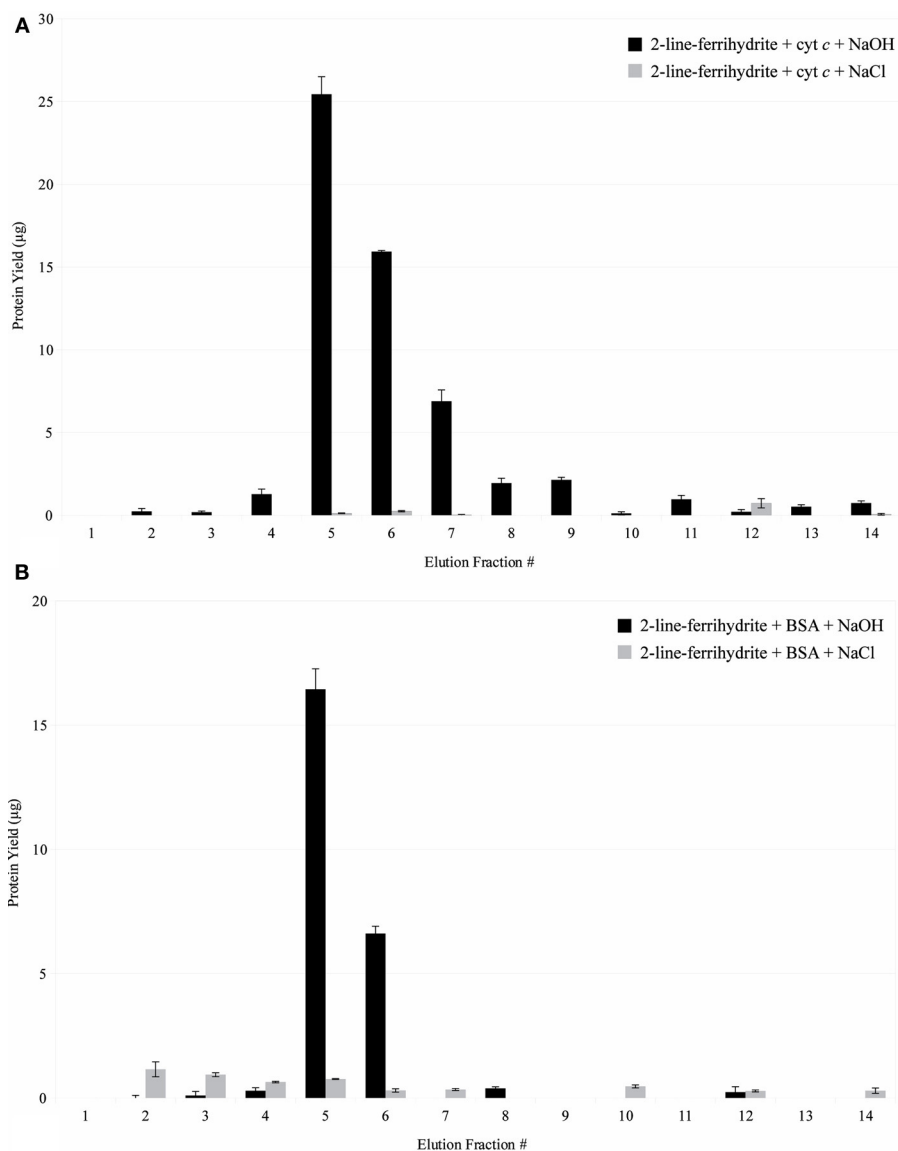 A
30
2-line-ferrihydrite + cyt c + NaOH
2-line-ferrihydrite + cyt c + NaCl
25
20
15
10
5
0
Protein Yield (µg)
1 2 3 4 5 6 7 8 9 10 11 12 13 14
Elution Fraction #
B
20
2-line-ferrihydrite + BSA + NaOH
2-line-ferrihydrite + BSA + NaCl
15
10
5
0
Protein Yield (µg)
1 2 3 4 5 6 7 8 9 10 11 12 13 14
Elution Fraction #